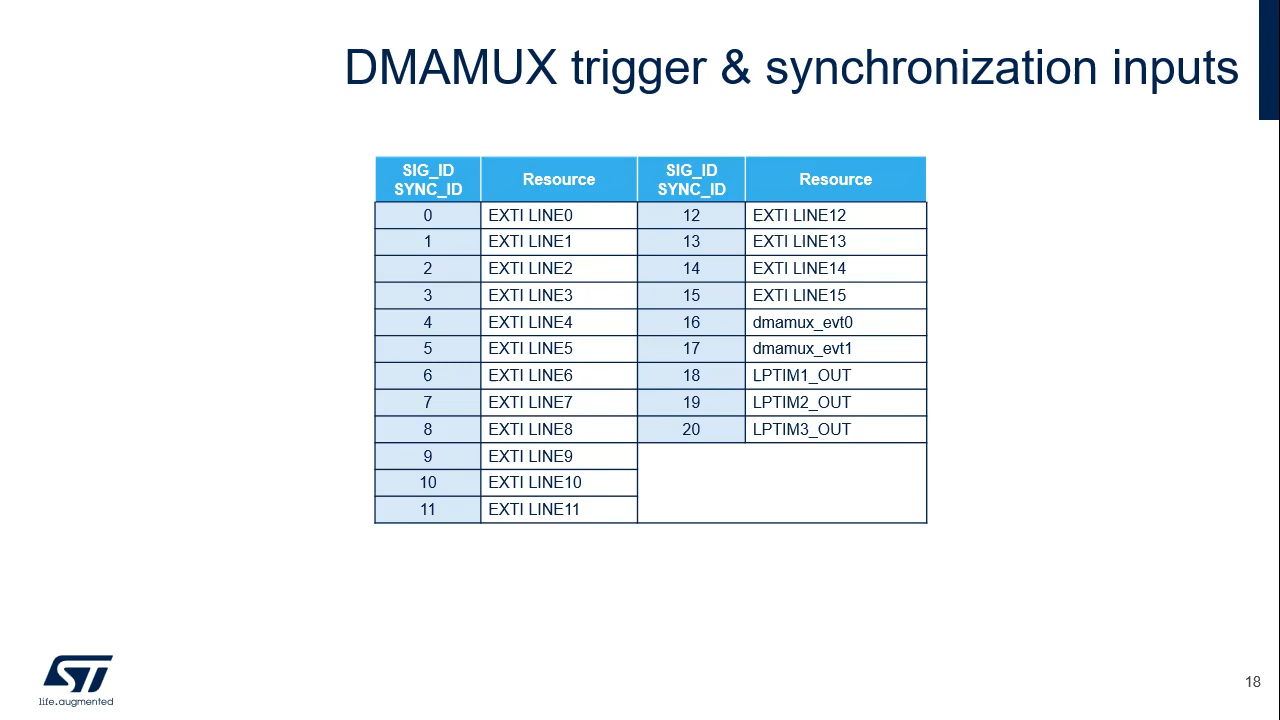 DMAMUX trigger & synchronization inputs
SIG_ID SYNC_ID Resource SIG_ID SYNC_ID Resource
0 EXTI LINE0 12 EXTI LINE12
1 EXTI LINE1 13 EXTI LINE13
2 EXTI LINE2 14 EXTI LINE14
3 EXTI LINE3 15 EXTI LINE15
4 EXTI LINE4 16 dmamux_evt0
5 EXTI LINE5 17 dmamux_evt1
6 EXTI LINE6 18 LPTIM1_OUT
7 EXTI LINE7 19 LPTIM2_OUT
8 EXTI LINE8 20 LPTIM3_OUT
9 EXTI LINE9
10 EXTI LINE10
11 EXTI LINE11
ST
life.augmented
18